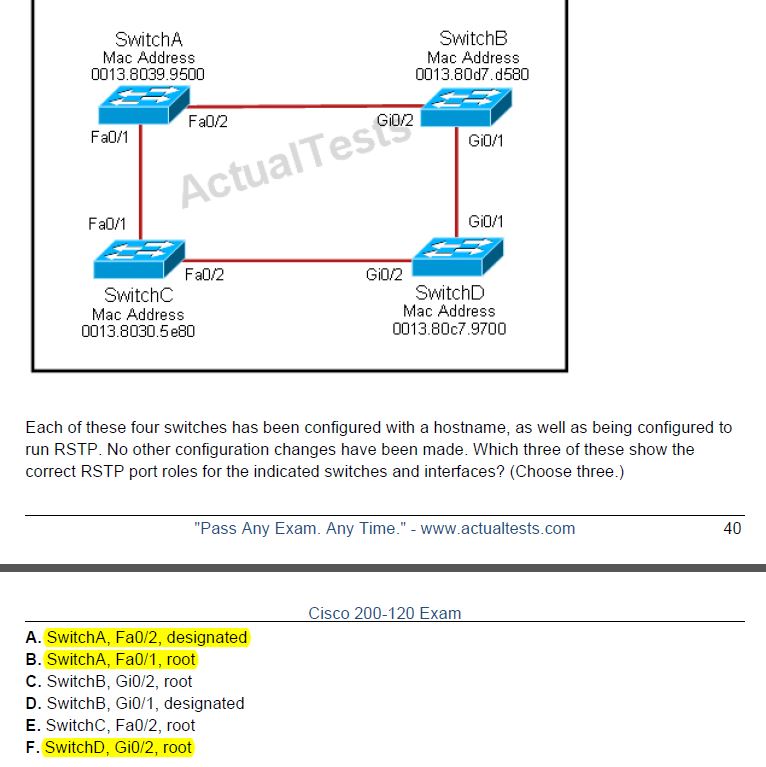 SwitchA
Mac Address
0013.8039.9500
SwitchB
Mac Address
0013.80d7.d580
Fa0/2
Gi0/2
Fa0/1
Gi0/1
ActualTests
Fa0/1
Gi0/1
Fa0/2
Gi0/2
SwitchC
Mac Address
0013.8030.5e80
SwitchD
Mac Address
0013.80c7.9700
Each of these four switches has been configured with a hostname, as well as being configured to
run RSTP. No other configuration changes have been made. Which three of these show the
correct RSTP port roles for the indicated switches and interfaces? (Choose three.)
"Pass Any Exam. Any Time." - www.actualtests.com 40
Cisco 200-120 Exam
A. SwitchA, Fa0/2, designated
B. SwitchA, Fa0/1, root
C. SwitchB, Gi0/2, root
D. SwitchB, Gi0/1, designated
E. SwitchC, Fa0/2, root
F. SwitchD, Gi0/2, root